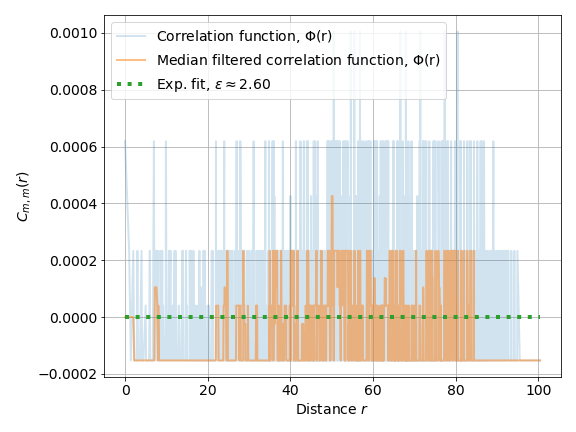 Correlation function, Φ(r)
Median filtered correlation function, Φ(r)
Exp. fit, ε ≈ 2.60
0.0010
0.0008
0.0006
0.0004
0.0002
0.0000
−0.0002
C_{m,m}(r)
0 20 40 60 80 100
Distance r